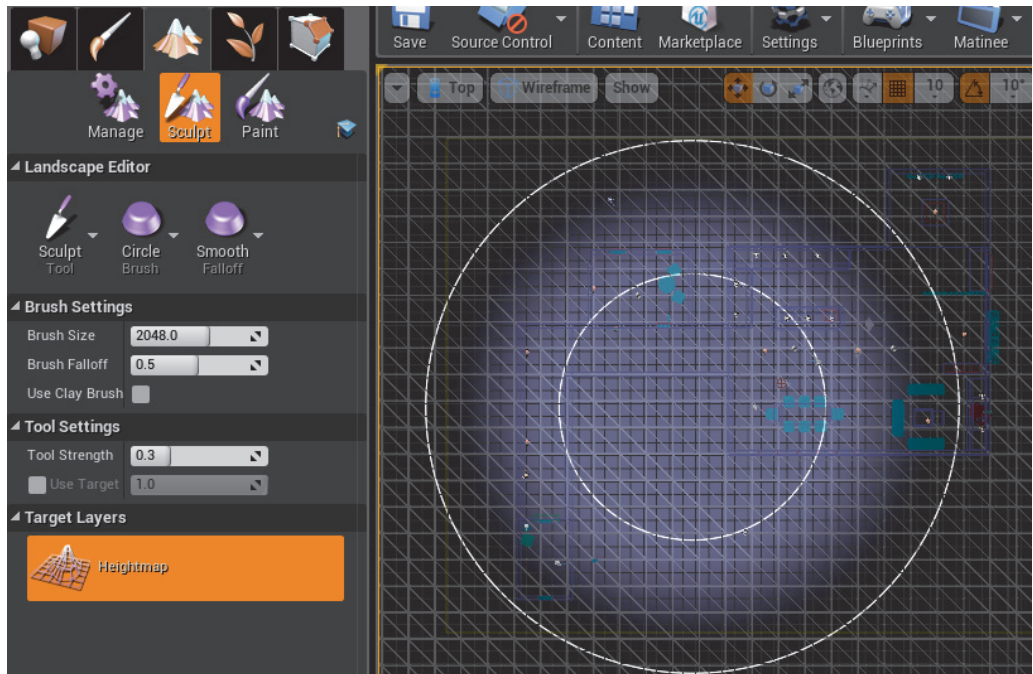 Save Source Control Content Marketplace Settings Blueprints Matinee
Top Wireframe Show 10 10°
Manage Sculpt Paint
Landscape Editor
Sculpt Circle Smooth
Tool Brush Falloff
Brush Settings
Brush Size 2048.0
Brush Falloff 0.5
Use Clay Brush
Tool Settings
Tool Strength 0.3
Use Target 1.0
Target Layers
Heightmap